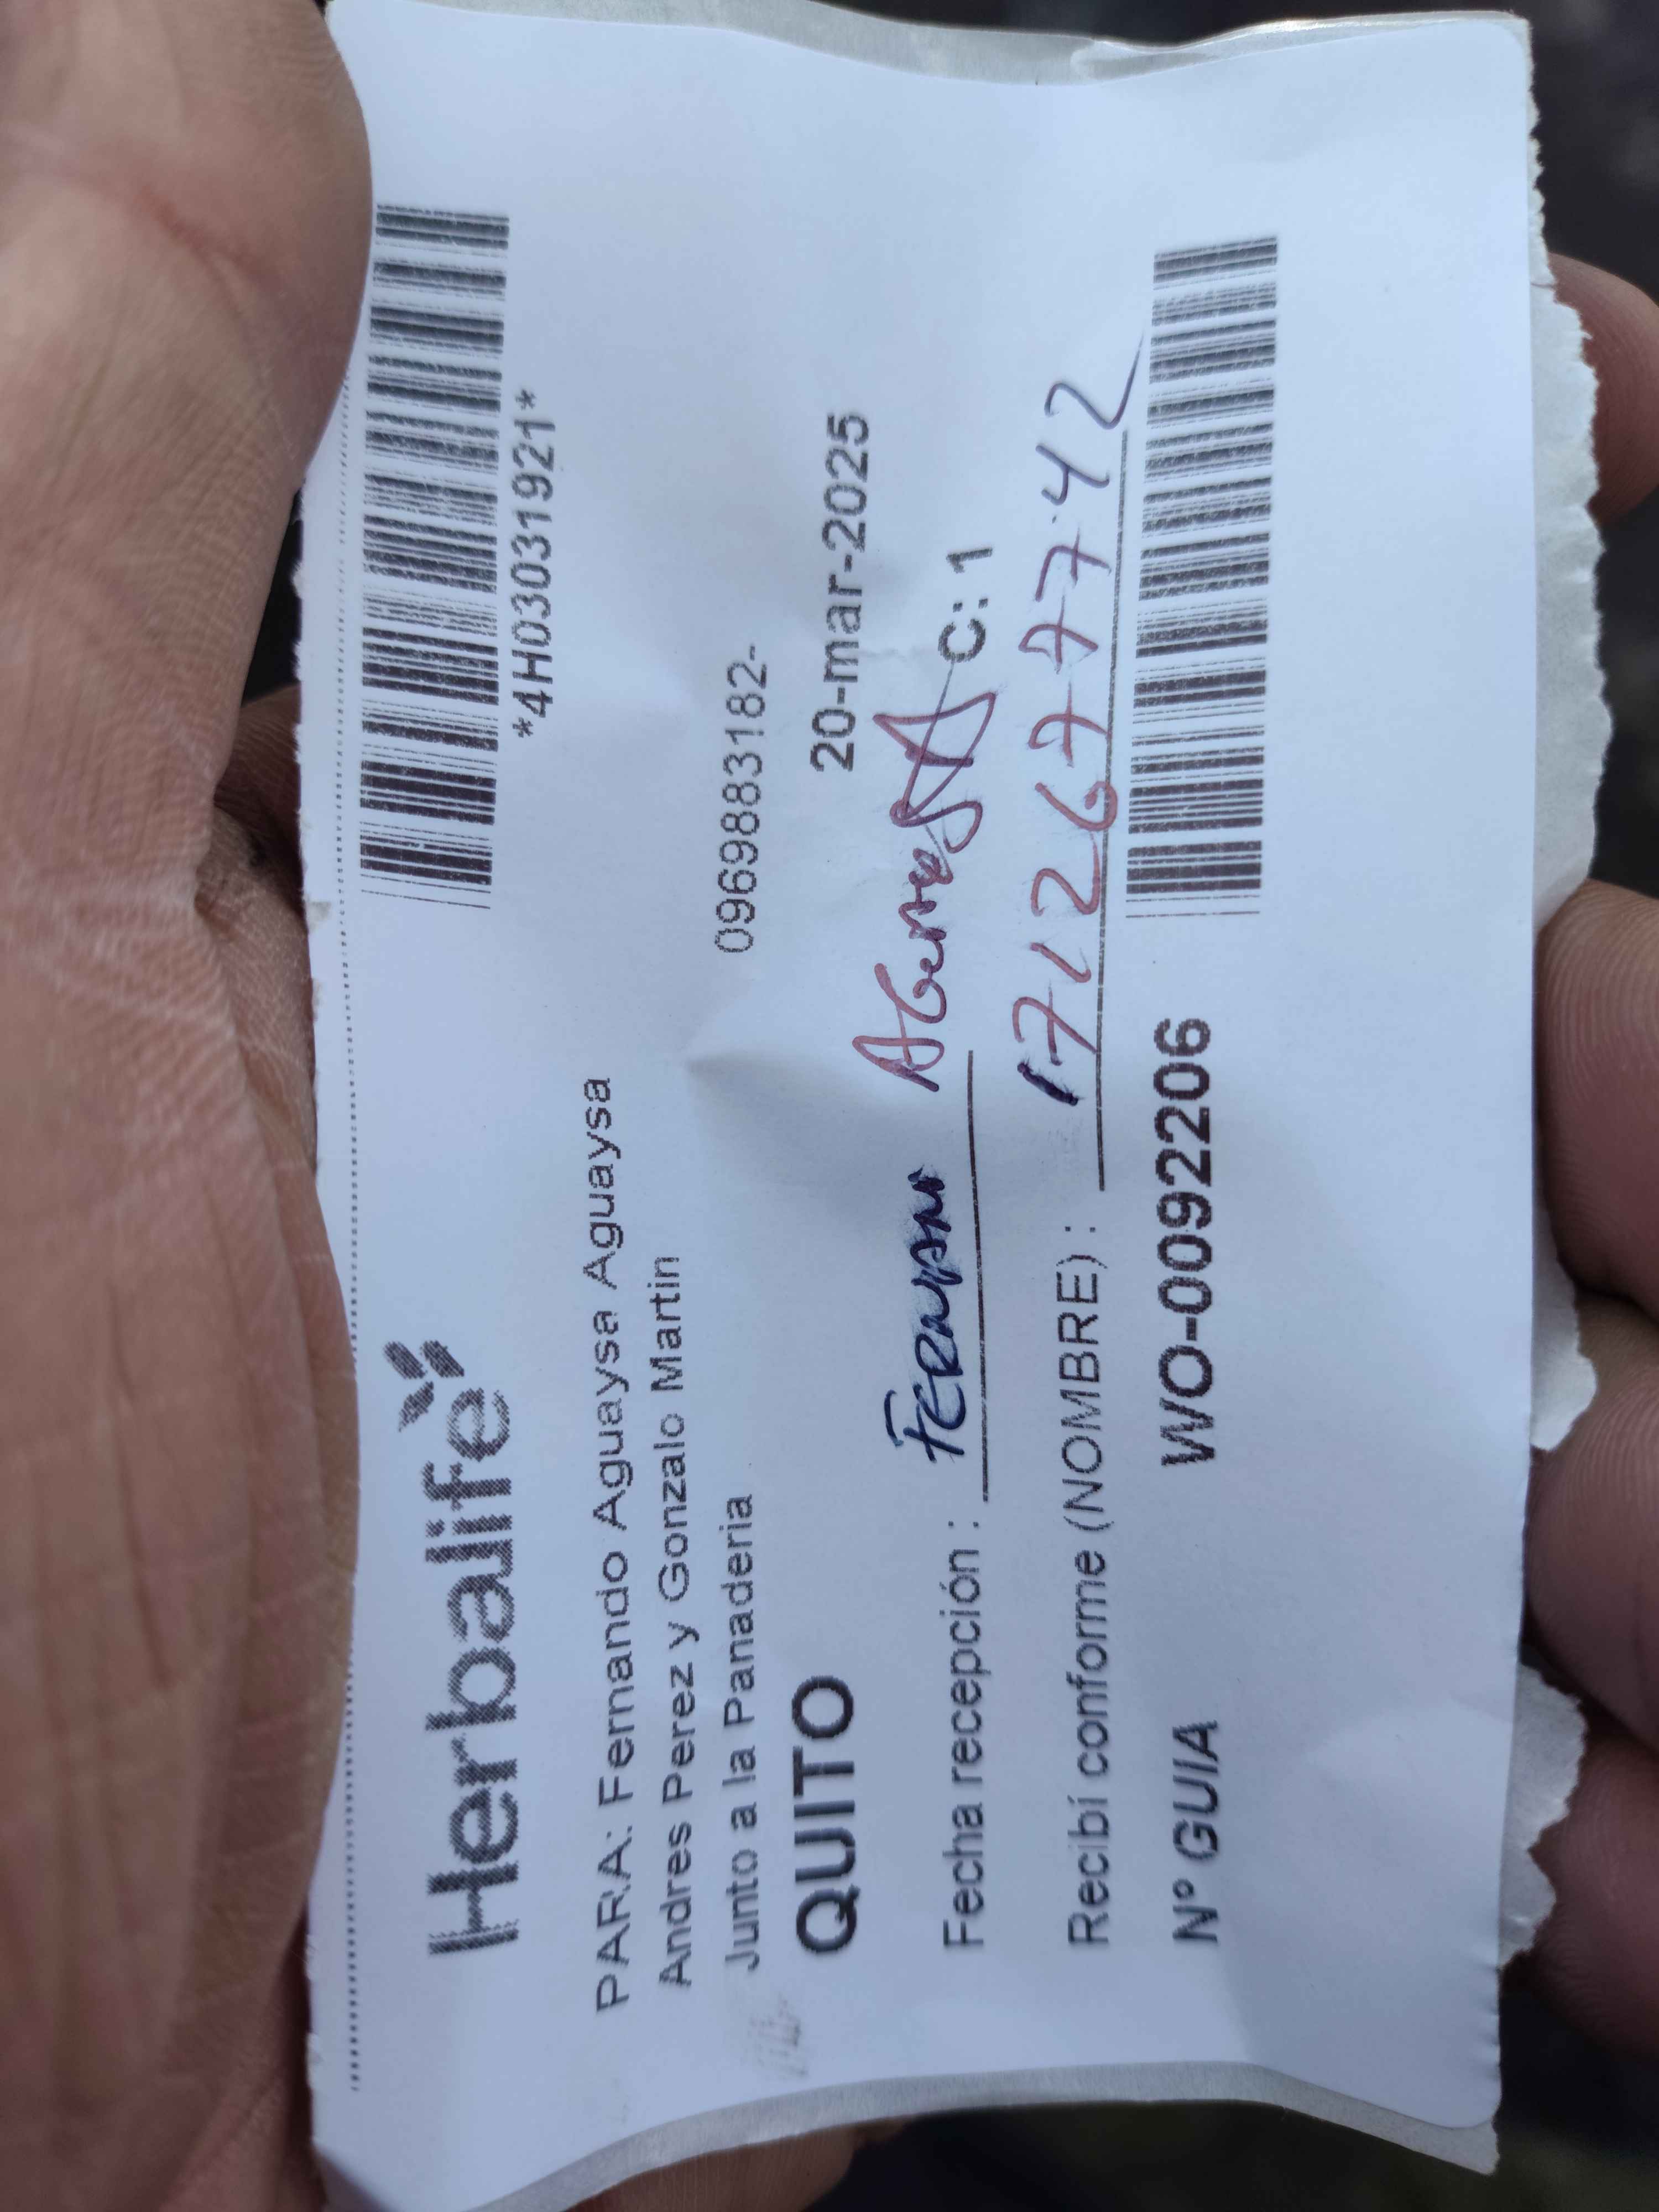 Herbalife
*4H03031921*
PARA: Fernando Aguaysa Aguaysa
Andres Perez y Gonzalo Martin
Junto a la Panaderia 0969883182-
QUITO 20-mar-2025
Fecha recepción : Fernando C: 1
Recibí conforme (NOMBRE) : 1712677742
Nº GUIA WO-0092206